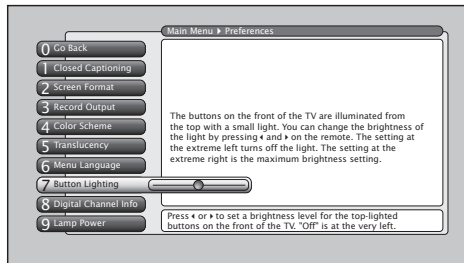 Main Menu ▸ Preferences
0 Go Back
1 Closed Captioning
2 Screen Format
3 Record Output
4 Color Scheme
5 Translucency
6 Menu Language
7 Button Lighting
8 Digital Channel Info
9 Lamp Power
The buttons on the front of the TV are illuminated from
the top with a small light. You can change the brightness of
the light by pressing ◂ and ▸ on the remote. The setting at
the extreme left turns off the light. The setting at the
extreme right is the maximum brightness setting.
Press ◂ or ▸ to set a brightness level for the top-lighted
buttons on the front of the TV. "Off" is at the very left.